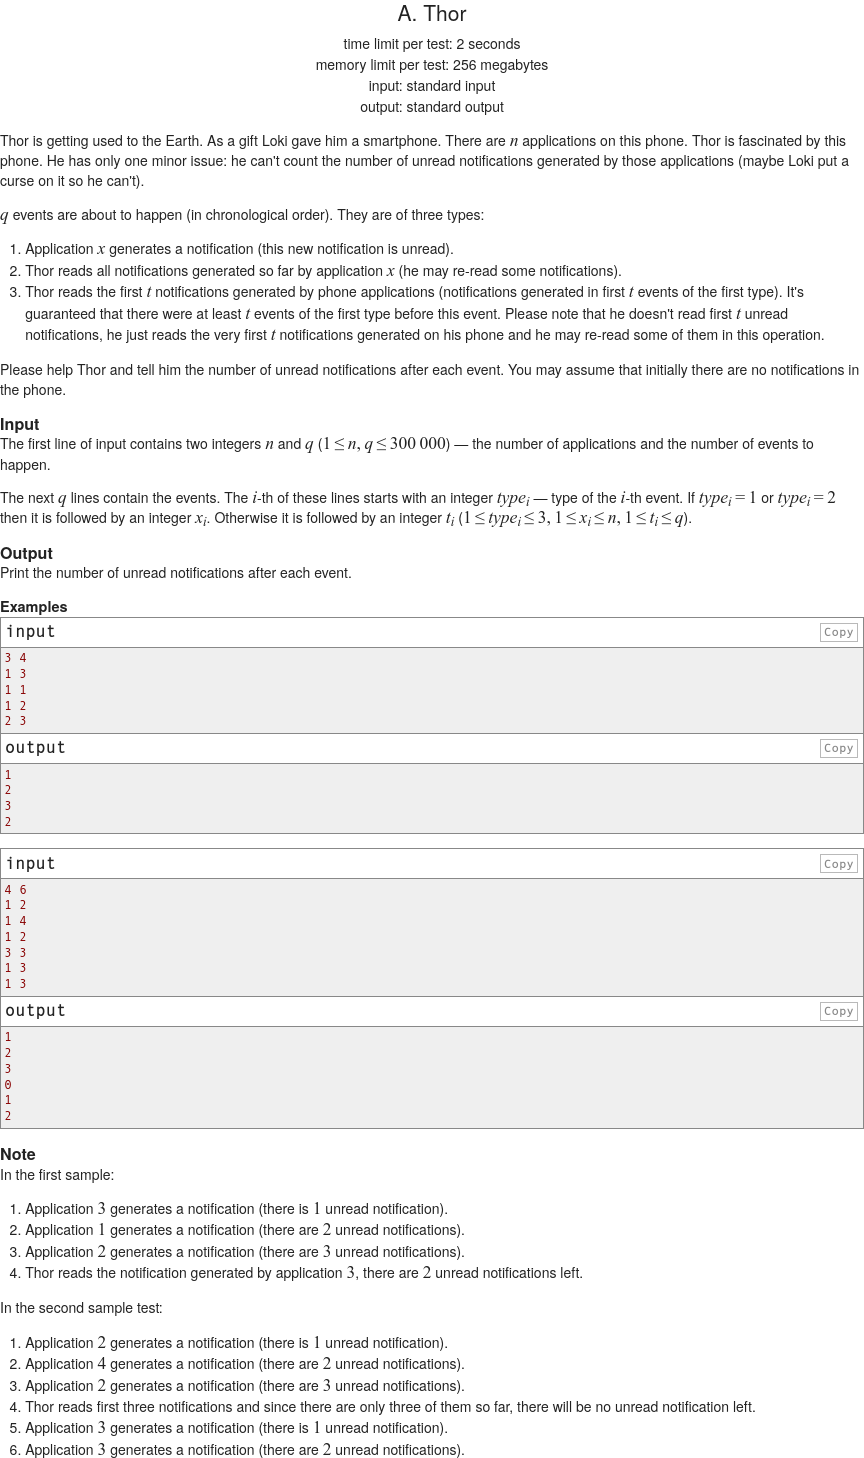 A. Thor
time limit per test: 2 seconds
memory limit per test: 256 megabytes
input: standard input
output: standard output
Thor is getting used to the Earth. As a gift Loki gave him a smartphone. There are n applications on this phone. Thor is fascinated by this
phone. He has only one minor issue: he can't count the number of unread notifications generated by those applications (maybe Loki put a
curse on it so he can't).
q events are about to happen (in chronological order). They are of three types:
1. Application x generates a notification (this new notification is unread).
2. Thor reads all notifications generated so far by application x (he may re-read some notifications).
3. Thor reads the first t notifications generated by phone applications (notifications generated in first t events of the first type). It's
guaranteed that there were at least t events of the first type before this event. Please note that he doesn't read first t unread
notifications, he just reads the very first t notifications generated on his phone and he may re-read some of them in this operation.
Please help Thor and tell him the number of unread notifications after each event. You may assume that initially there are no notifications in
the phone.
Input
The first line of input contains two integers n and q (1 ≤ n, q ≤ 300 000) — the number of applications and the number of events to
happen.
The next q lines contain the events. The i-th of these lines starts with an integer typeᵢ — type of the i-th event. If typeᵢ = 1 or typeᵢ = 2
then it is followed by an integer xᵢ. Otherwise it is followed by an integer tᵢ (1 ≤ typeᵢ ≤ 3, 1 ≤ xᵢ ≤ n, 1 ≤ tᵢ ≤ q).
Output
Print the number of unread notifications after each event.
Examples
input Copy
3 4
1 3
1 1
1 2
2 3
output Copy
1
2
3
2
input Copy
4 6
1 2
1 4
1 2
3 3
1 3
1 3
output Copy
1
2
3
0
1
2
Note
In the first sample:
1. Application 3 generates a notification (there is 1 unread notification).
2. Application 1 generates a notification (there are 2 unread notifications).
3. Application 2 generates a notification (there are 3 unread notifications).
4. Thor reads the notification generated by application 3, there are 2 unread notifications left.
In the second sample test:
1. Application 2 generates a notification (there is 1 unread notification).
2. Application 4 generates a notification (there are 2 unread notifications).
3. Application 2 generates a notification (there are 3 unread notifications).
4. Thor reads first three notifications and since there are only three of them so far, there will be no unread notification left.
5. Application 3 generates a notification (there is 1 unread notification).
6. Application 3 generates a notification (there are 2 unread notifications).